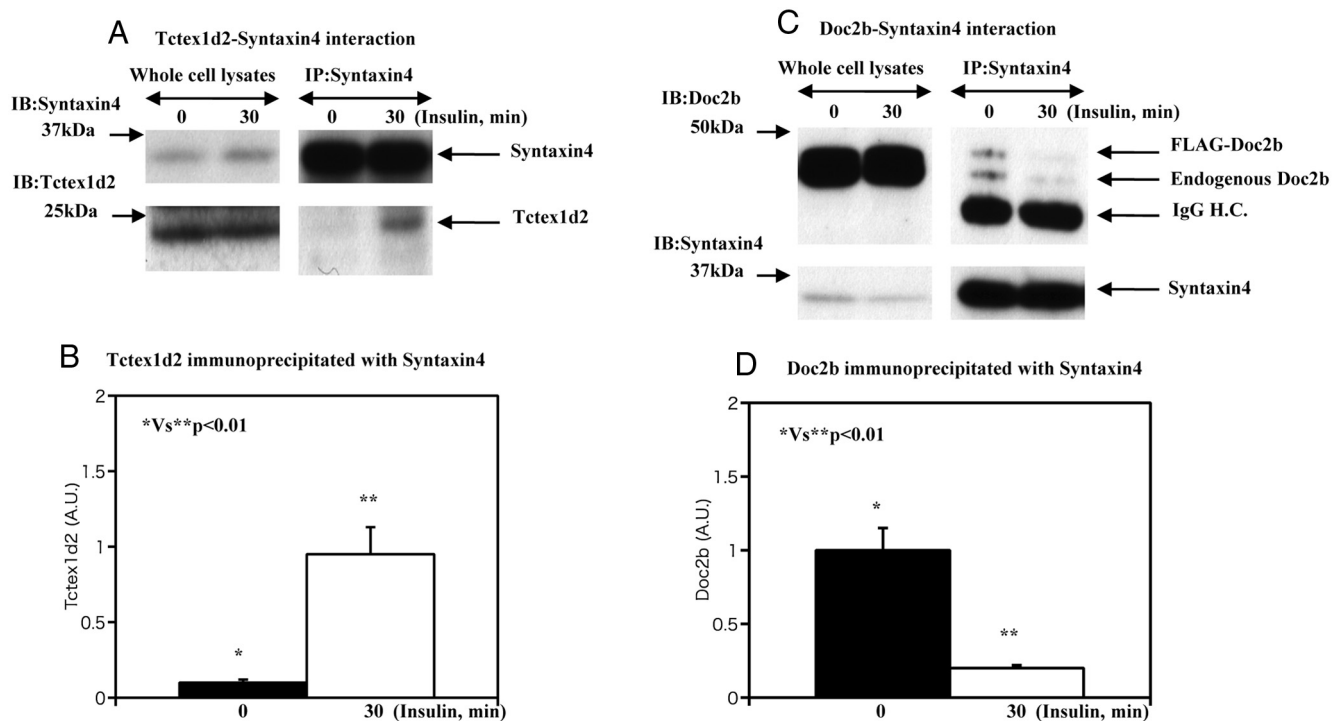 A
Tctex1d2-Syntaxin4 interaction
Whole cell lysates IP:Syntaxin4
IB:Syntaxin4
0 30 0 30 (Insulin, min)
37kDa
Syntaxin4
IB:Tctex1d2
25kDa
Tctex1d2
B
Tctex1d2 immunoprecipitated with Syntaxin4
2
*Vs**p<0.01
1.5
**
1
0.5
*
0
Tctex1d2 (A.U.)
0 30 (Insulin, min)
C
Doc2b-Syntaxin4 interaction
Whole cell lysates IP:Syntaxin4
IB:Doc2b
0 30 0 30 (Insulin, min)
50kDa
FLAG-Doc2b
Endogenous Doc2b
IgG H.C.
IB:Syntaxin4
37kDa
Syntaxin4
D
Doc2b immunoprecipitated with Syntaxin4
2
*Vs**p<0.01
1.5
*
1
**
0.5
0
Doc2b (A.U.)
0 30 (Insulin, min)